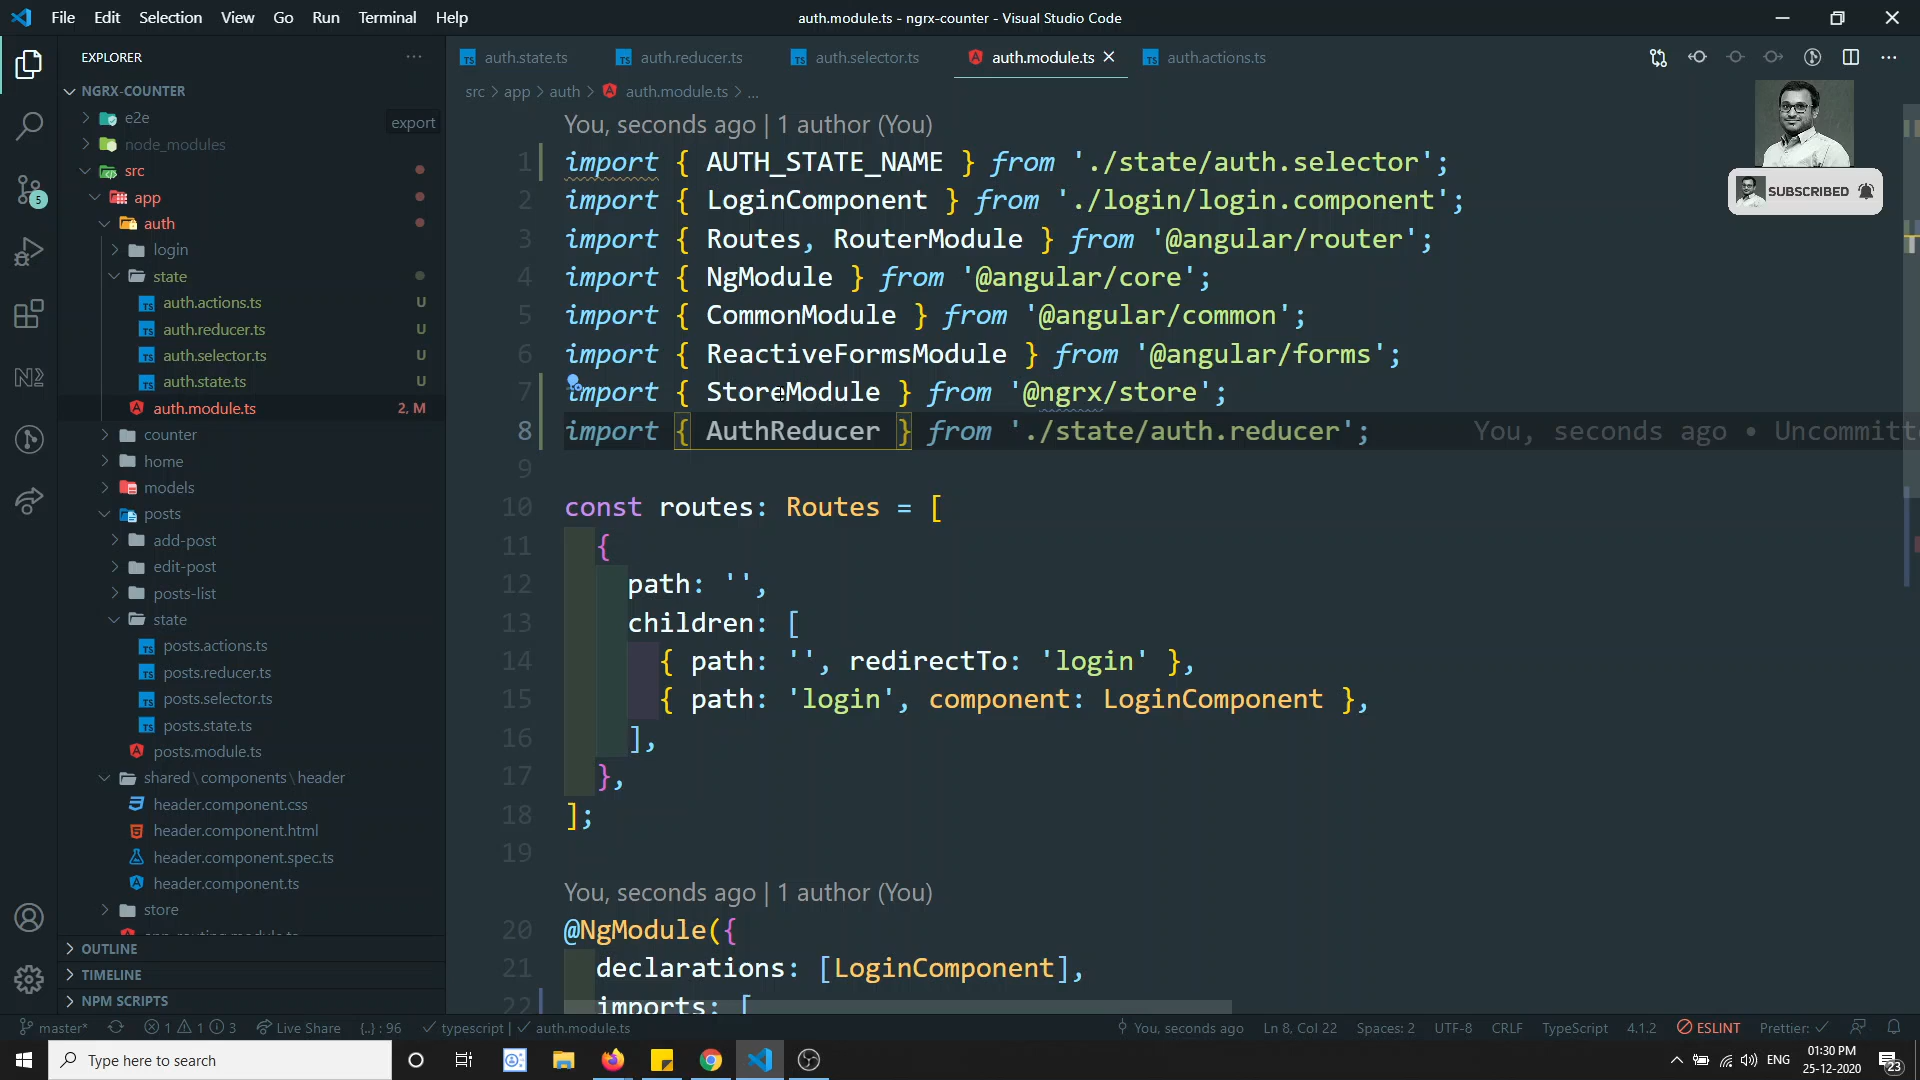 File Edit Selection View Go Run Terminal Help
auth.module.ts - ngrx-counter - Visual Studio Code
EXPLORER
NGRX-COUNTER
e2e
export
node_modules
src
app
auth
login
state
auth.actions.ts U
auth.reducer.ts U
auth.selector.ts U
auth.state.ts U
auth.module.ts 2, M
counter
home
models
posts
add-post
edit-post
posts-list
state
posts.actions.ts
posts.reducer.ts
posts.selector.ts
posts.state.ts
posts.module.ts
shared\components\header
header.component.css
header.component.html
header.component.spec.ts
header.component.ts
store
OUTLINE
TIMELINE
NPM SCRIPTS
5
auth.state.ts auth.reducer.ts auth.selector.ts auth.module.ts auth.actions.ts
src > app > auth > auth.module.ts > ...
SUBSCRIBED
You, seconds ago | 1 author (You)
1 import { AUTH_STATE_NAME } from './state/auth.selector';
2 import { LoginComponent } from './login/login.component';
3 import { Routes, RouterModule } from '@angular/router';
4 import { NgModule } from '@angular/core';
5 import { CommonModule } from '@angular/common';
6 import { ReactiveFormsModule } from '@angular/forms';
7 import { StoreModule } from '@ngrx/store';
8 import { AuthReducer } from './state/auth.reducer'; You, seconds ago • Uncommitt
9
10 const routes: Routes = [
11 {
12 path: '',
13 children: [
14 { path: '', redirectTo: 'login' },
15 { path: 'login', component: LoginComponent },
16 ],
17 },
18 ];
19
You, seconds ago | 1 author (You)
20 @NgModule({
21 declarations: [LoginComponent],
22 imports: [
master* 1 1 3 Live Share {..} : 96 typescript | auth.module.ts You, seconds ago Ln 8, Col 22 Spaces: 2 UTF-8 CRLF TypeScript 4.1.2 ESLINT Prettier: ✓
Type here to search
ENG
01:30 PM
25-12-2020
23